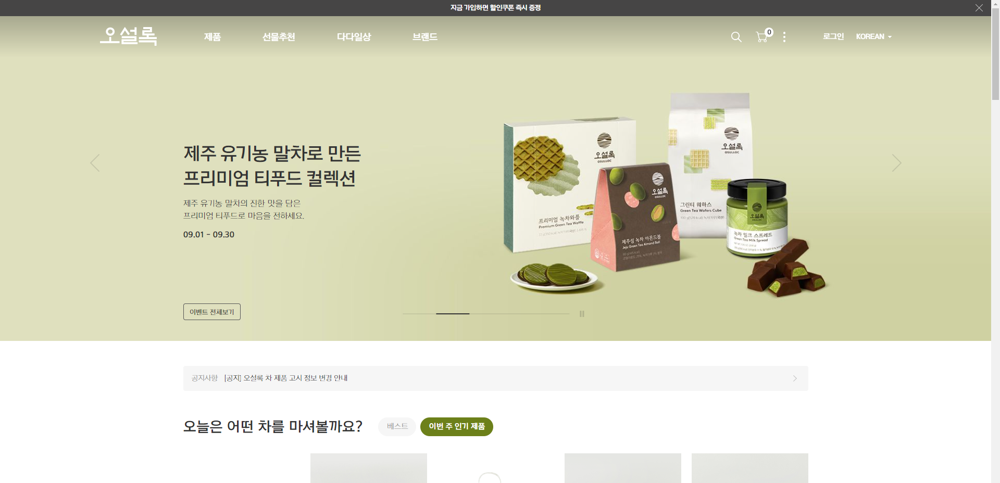 지금 가입하면 할인쿠폰 즉시 증정
오설록
제품
선물추천
다다일상
브랜드
0
로그인
KOREAN
제주 유기농 말차로 만든
프리미엄 티푸드 컬렉션
제주 유기농 말차의 진한 맛을 담은
프리미엄 티푸드로 마음을 전하세요.
09.01 - 09.30
오설록
OSULLOC
프리미엄 녹차와플
Premium Green Tea Waffle
오설록
OSULLOC
제주섬 녹차 아몬드볼
Jeju Green Tea Almond Ball
오설록
OSULLOC
그린티 웨하스
Green Tea Wafers Cube
오설록
녹차 밀크 스프레드
Green Tea Milk Spread
이벤트 전체보기
공지사항 [공지] 오설록 차 제품 고시 정보 변경 안내
오늘은 어떤 차를 마셔볼까요?
베스트
이번 주 인기 제품